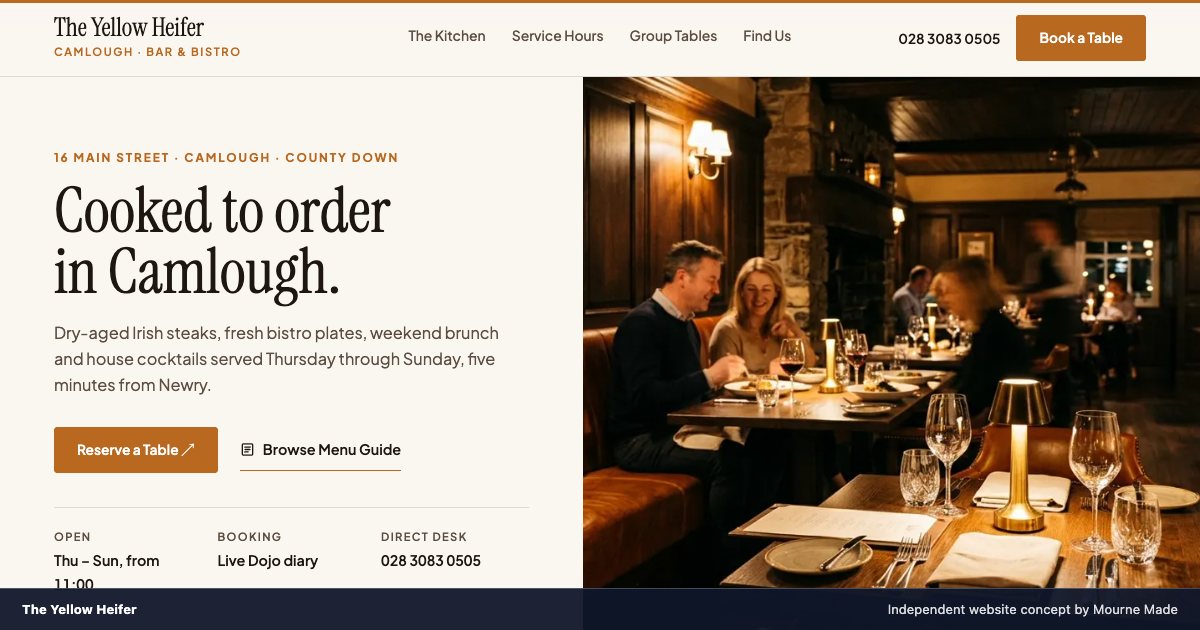 The Yellow Heifer
CAMLOUGH · BAR & BISTRO
The Kitchen
Service Hours
Group Tables
Find Us
028 3083 0505
Book a Table
16 MAIN STREET · CAMLOUGH · COUNTY DOWN
Cooked to order
in Camlough.
Dry-aged Irish steaks, fresh bistro plates, weekend brunch
and house cocktails served Thursday through Sunday, five
minutes from Newry.
Reserve a Table ↗
Browse Menu Guide
OPEN
Thu – Sun, from
11:00
BOOKING
Live Dojo diary
DIRECT DESK
028 3083 0505
The Yellow Heifer
Independent website concept by Mourne Made